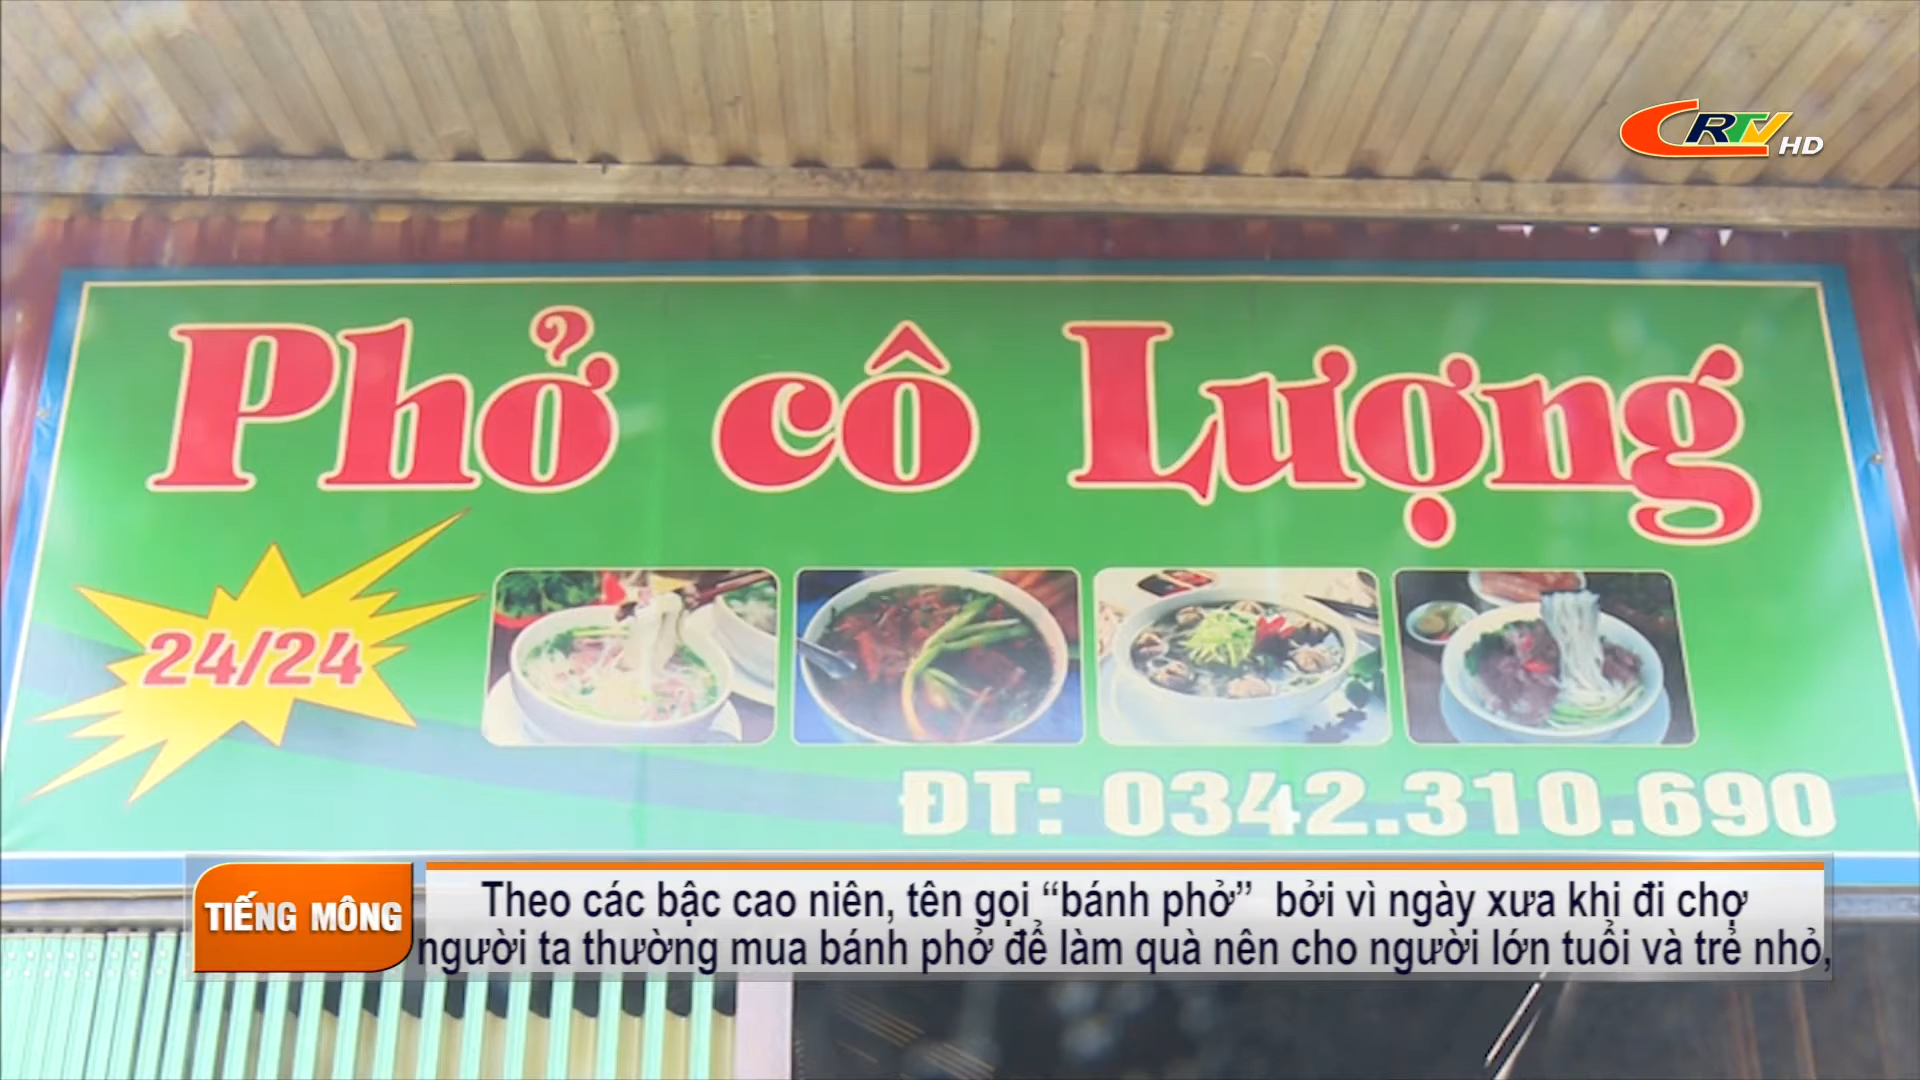 CRTV HD
Phở cô Lượng
24/24
ĐT: 0342.310.690
TIẾNG MÔNG
Theo các bậc cao niên, tên gọi “bánh phở” bởi vì ngày xưa khi đi chợ
người ta thường mua bánh phở để làm quà nên cho người lớn tuổi và trẻ nhỏ,